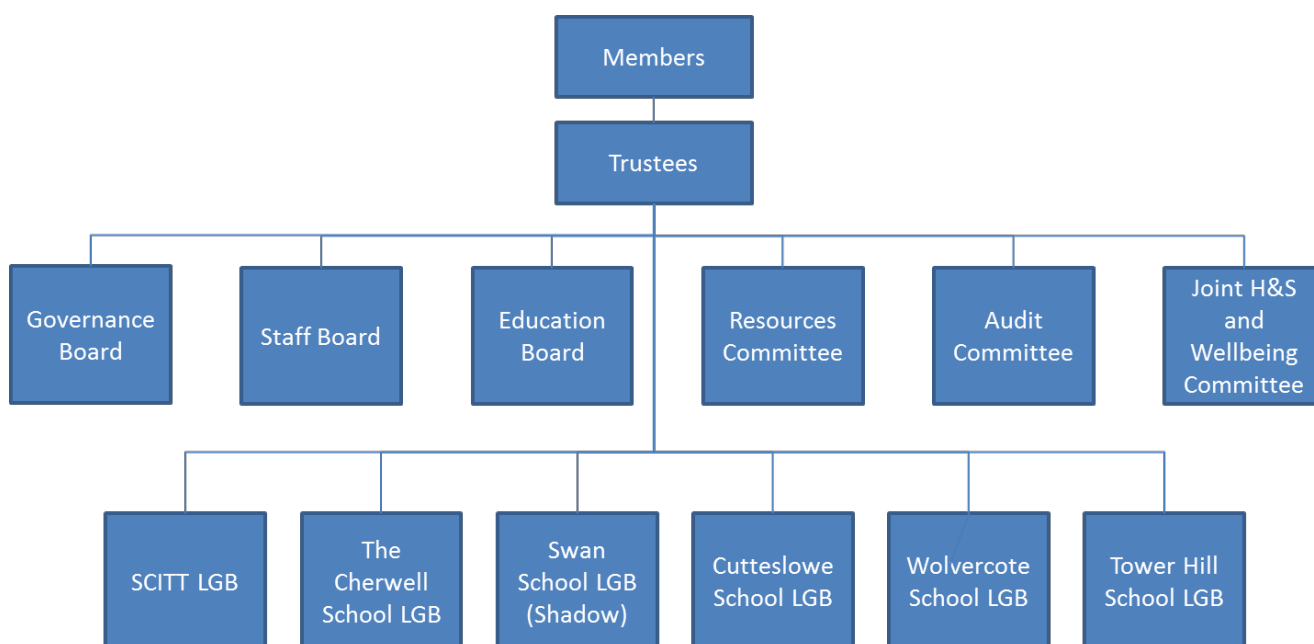 Members
Trustees
Governance
Board
Staff Board
Education
Board
Resources
Committee
Audit
Committee
Joint H&S
and
Wellbeing
Committee
SCITT LGB
The
Cherwell
School LGB
Swan
School LGB
(Shadow)
Cutteslowe
School LGB
Wolvercote
School LGB
Tower Hill
School LGB